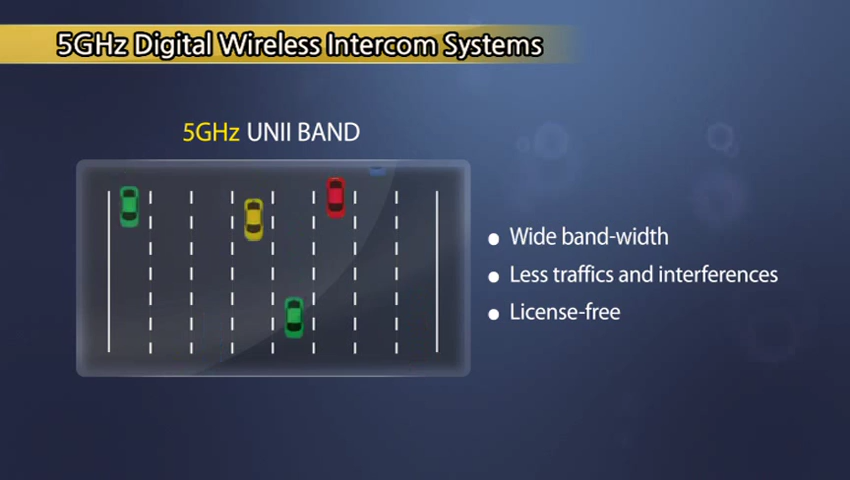 5GHz Digital Wireless Intercom Systems
5GHz UNII BAND
Wide band-width
Less traffics and interferences
License-free